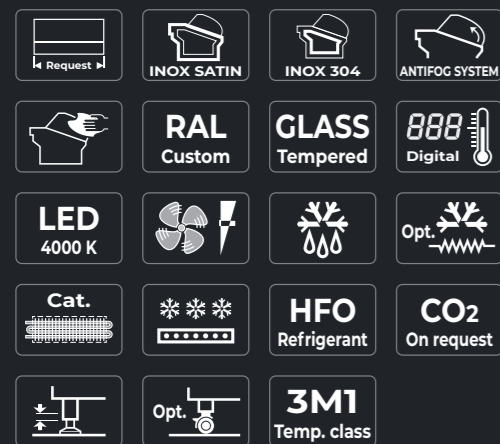 Request
INOX SATIN
INOX 304
ANTIFOG SYSTEM
RAL
Custom
GLASS
Tempered
888
Digital
LED
4000 K
Opt.
Cat.
HFO
Refrigerant
CO2
On request
Opt.
3M1
Temp. class